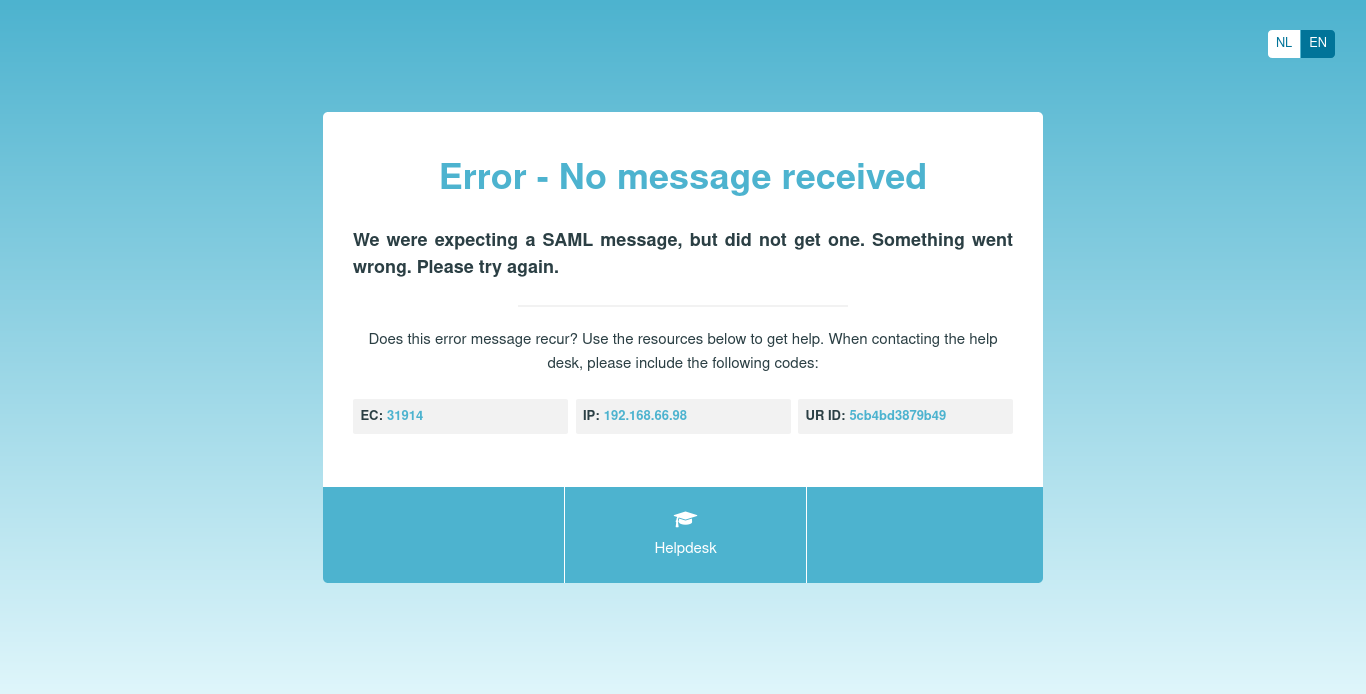 NL EN
Error - No message received
We were expecting a SAML message, but did not get one. Something went
wrong. Please try again.
Does this error message recur? Use the resources below to get help. When contacting the help
desk, please include the following codes:
EC: 31914 IP: 192.168.66.98 UR ID: 5cb4bd3879b49
Helpdesk